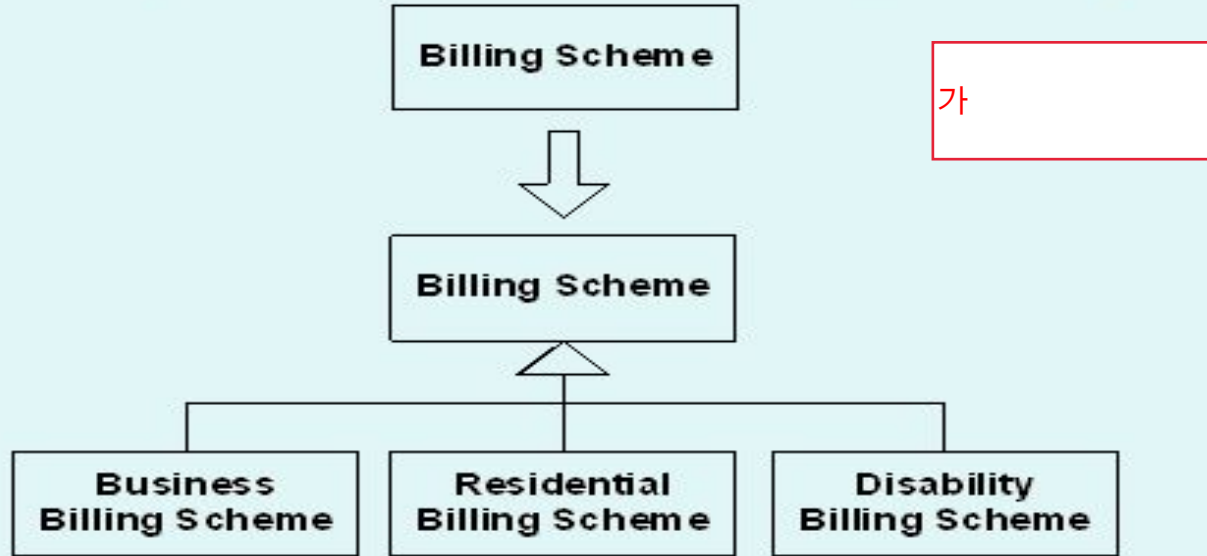 Billing Scheme
가
Billing Scheme
Business
Billing Scheme
Residential
Billing Scheme
Disability
Billing Scheme